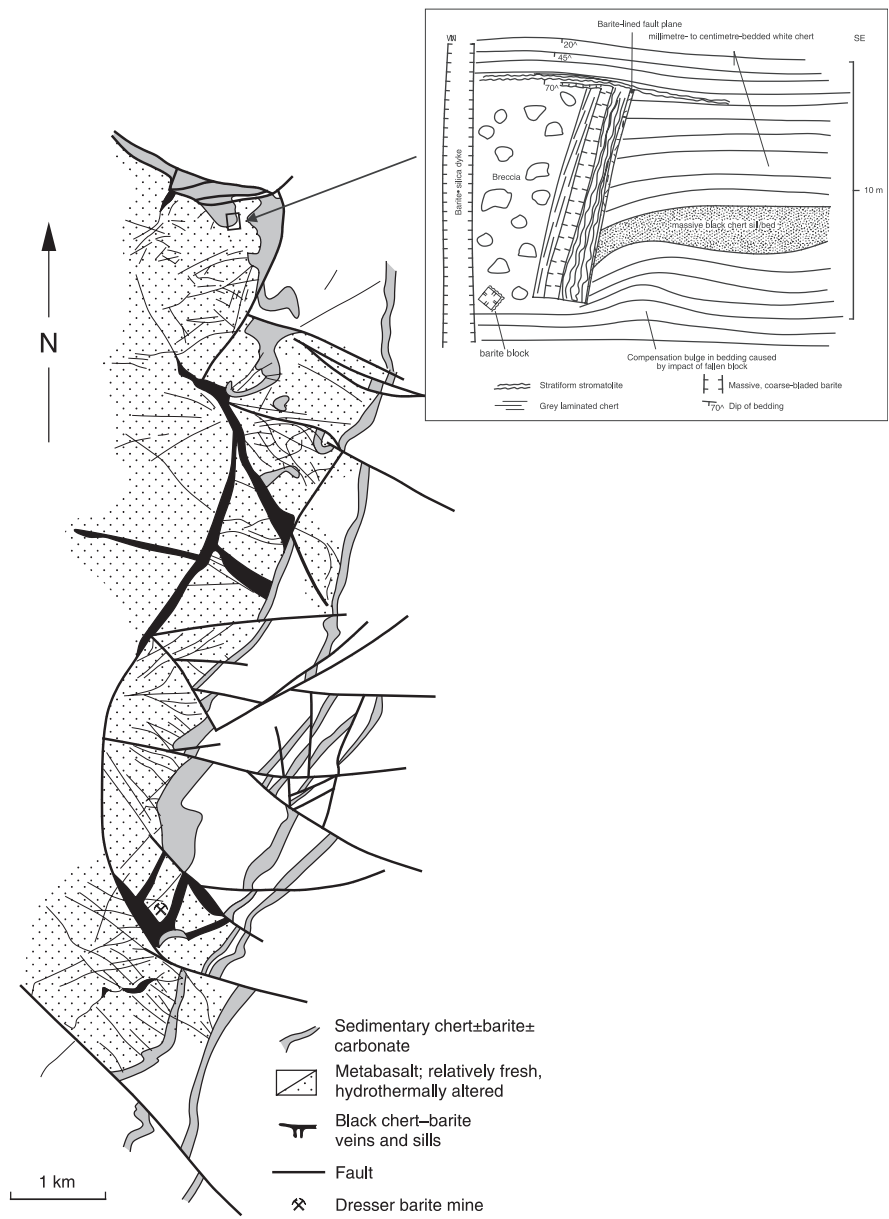 Barite-lined fault plane
millimetre- to centimetre-bedded white chert
SE
20^
45^
70^
Barite-silica dyke
Breccia
10 m
massive black chert sill/bed
barite block
Compensation bulge in bedding caused
by impact of fallen block
Stratiform stromatolite
Massive, coarse-bladed barite
Grey laminated chert
70^ Dip of bedding
N
Sedimentary chert±barite±
carbonate
Metabasalt; relatively fresh,
hydrothermally altered
Black chert–barite
veins and sills
Fault
Dresser barite mine
1 km